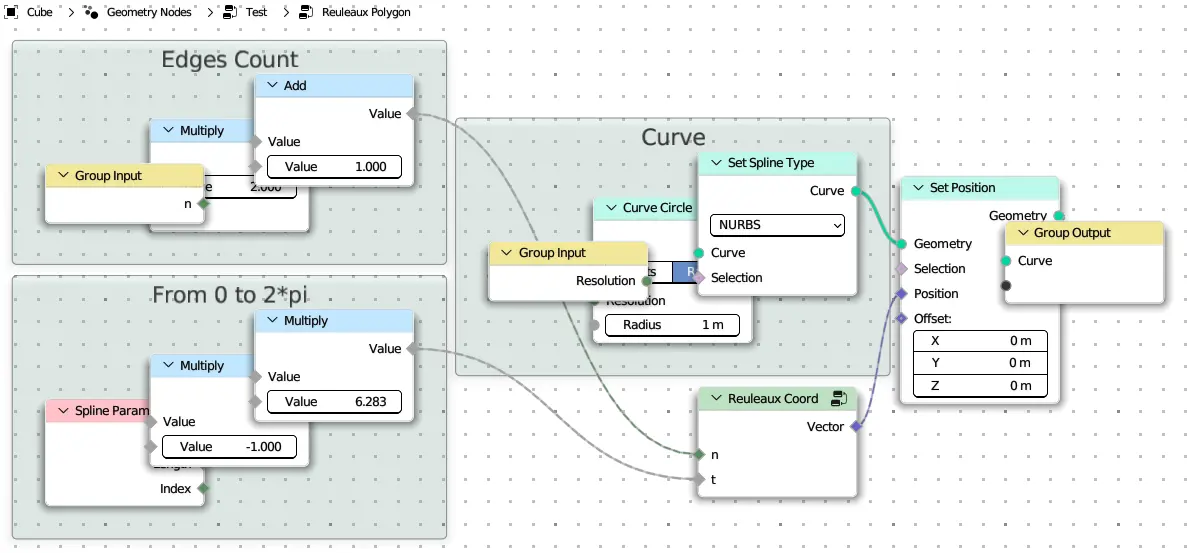 Cube > Geometry Nodes > Test > Reuleaux Polygon
Edges Count
Add
Value
Value
Value 1.000
Multiply
2.000
Group Input
n
From 0 to 2*pi
Multiply
Value
Value
Value 6.283
Multiply
Value
Value -1.000
Spline Param
Length
Index
Curve
Set Spline Type
Curve
NURBS
Curve
Selection
Curve Circle
R
Resolution
Radius 1 m
Group Input
Resolution
Reuleaux Coord
Vector
n
t
Set Position
Geometry
Geometry
Selection
Position
Offset:
X 0 m
Y 0 m
Z 0 m
Group Output
Curve